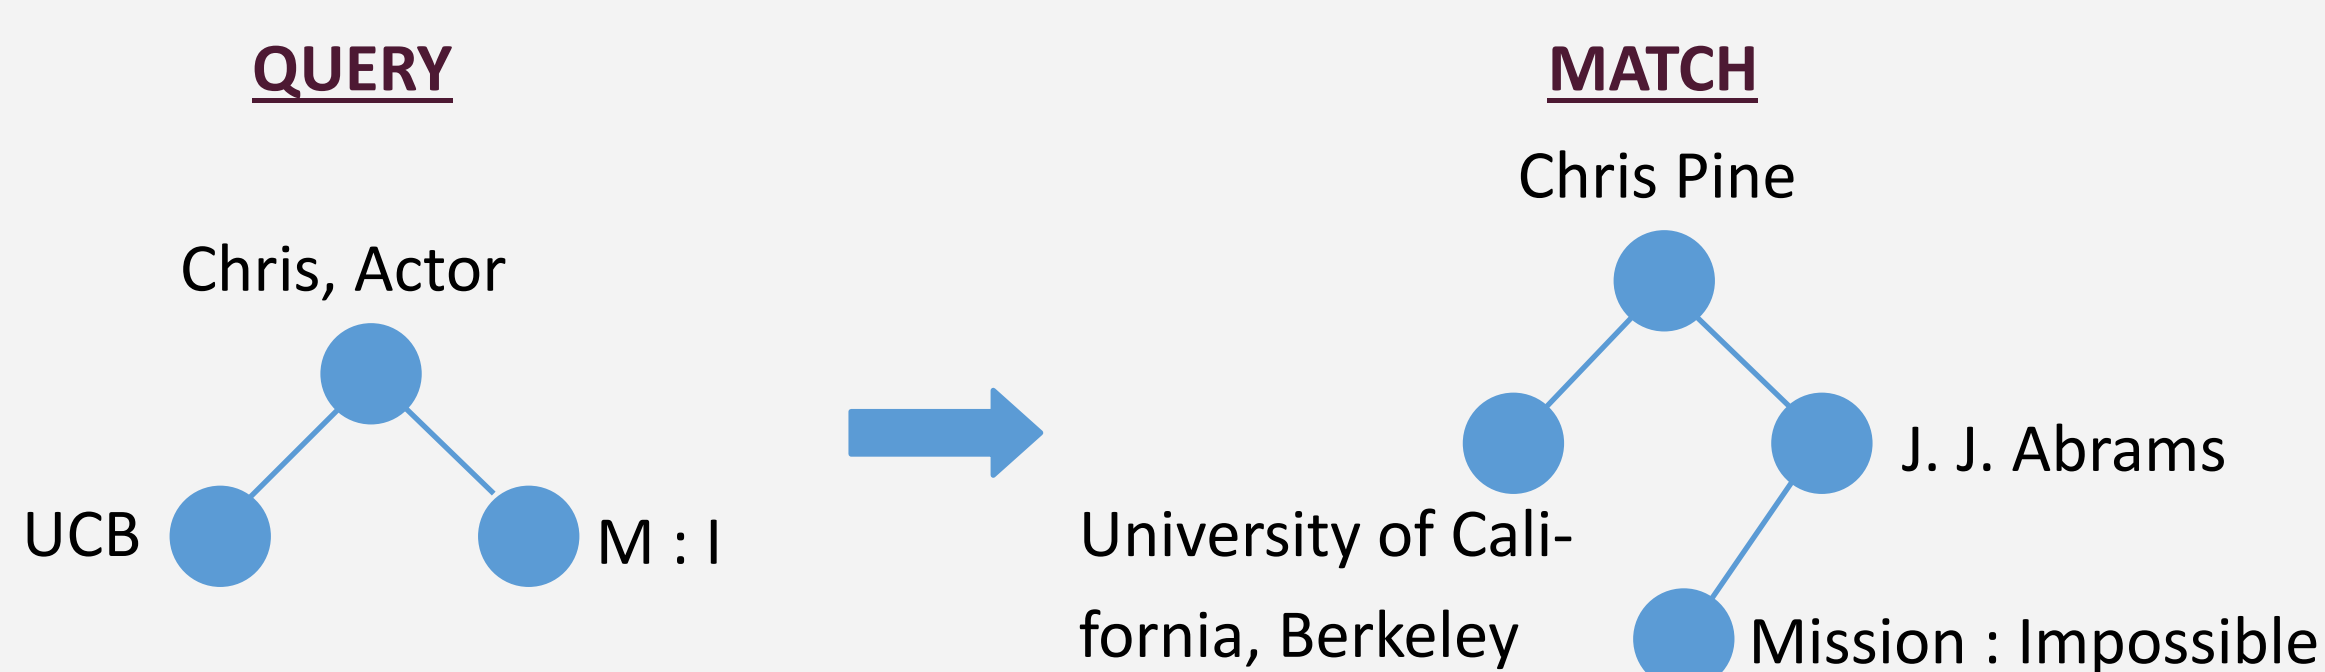 QUERY
MATCH
Chris Pine
Chris, Actor
J. J. Abrams
UCB
M : I
University of Cali-
fornia, Berkeley
Mission : Impossible